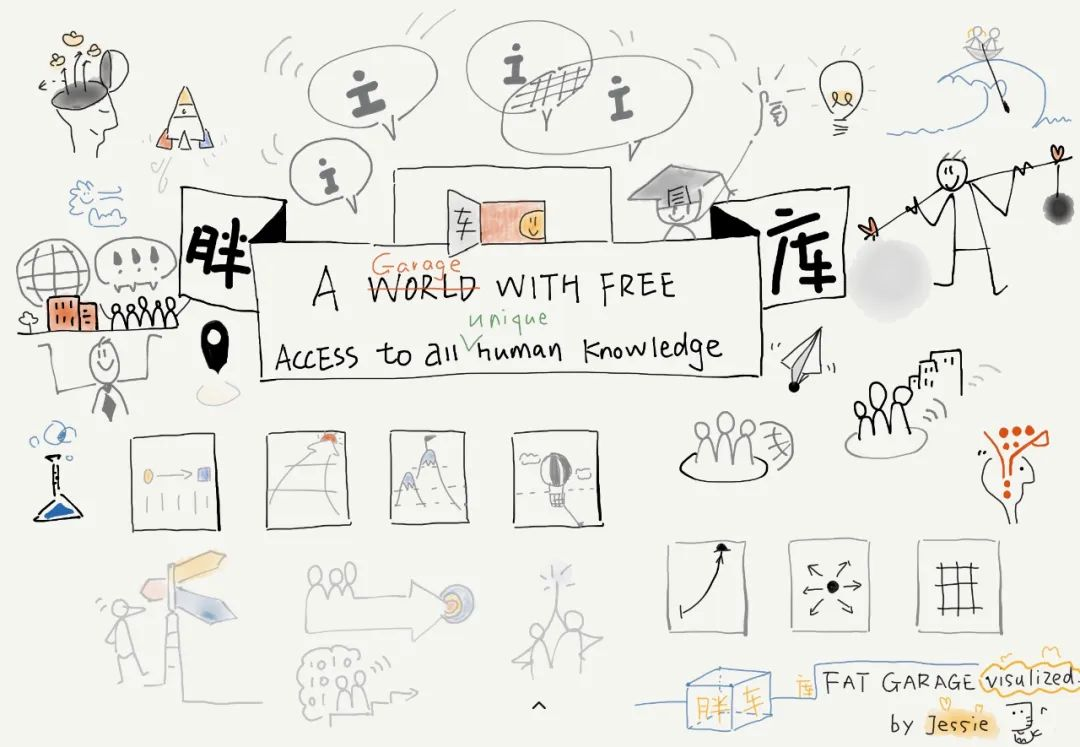 i
i
i
i
胖
车
库
Garage
A WORLD WITH FREE
unique
ACCESS to all human knowledge
胖 车 库 FAT GARAGE visulized
by Jessie